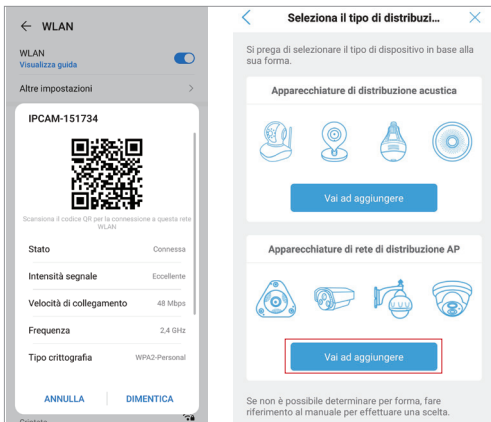 WLAN
WLAN
Visualizza guida
Altre impostazioni
IPCAM-151734
Scansiona il codice QR per la connessione a questa rete
WLAN
Stato Connessa
Intensità segnale Eccellente
Velocità di collegamento 48 Mbps
Frequenza 2,4 GHz
Tipo crittografia WPA2-Personal
ANNULLA DIMENTICA
Seleziona il tipo di distribuzi...
Si prega di selezionare il tipo di dispositivo in base alla
sua forma.
Apparecchiature di distribuzione acustica
Vai ad aggiungere
Apparecchiature di rete di distribuzione AP
Vai ad aggiungere
Se non è possibile determinare per forma, fare
riferimento al manuale per effettuare una scelta.